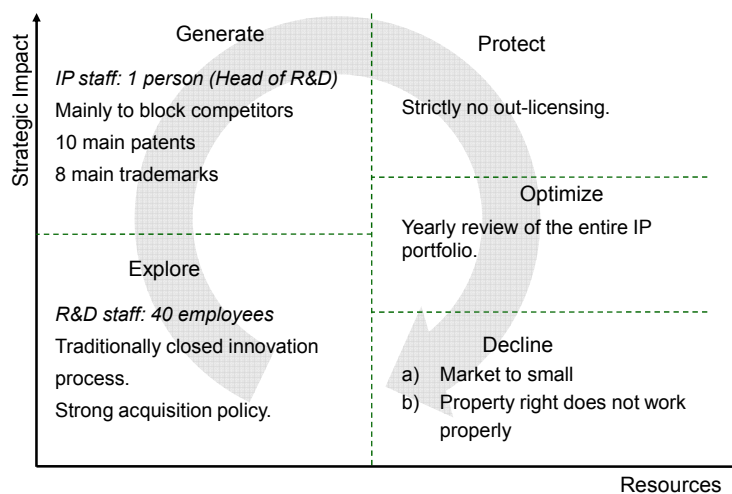 Strategic Impact
Generate
IP staff: 1 person (Head of R&D)
Mainly to block competitors
10 main patents
8 main trademarks
Protect
Strictly no out-licensing.
Optimize
Yearly review of the entire IP
portfolio.
Explore
R&D staff: 40 employees
Traditionally closed innovation
process.
Strong acquisition policy.
Decline
a) Market to small
b) Property right does not work
properly
Resources